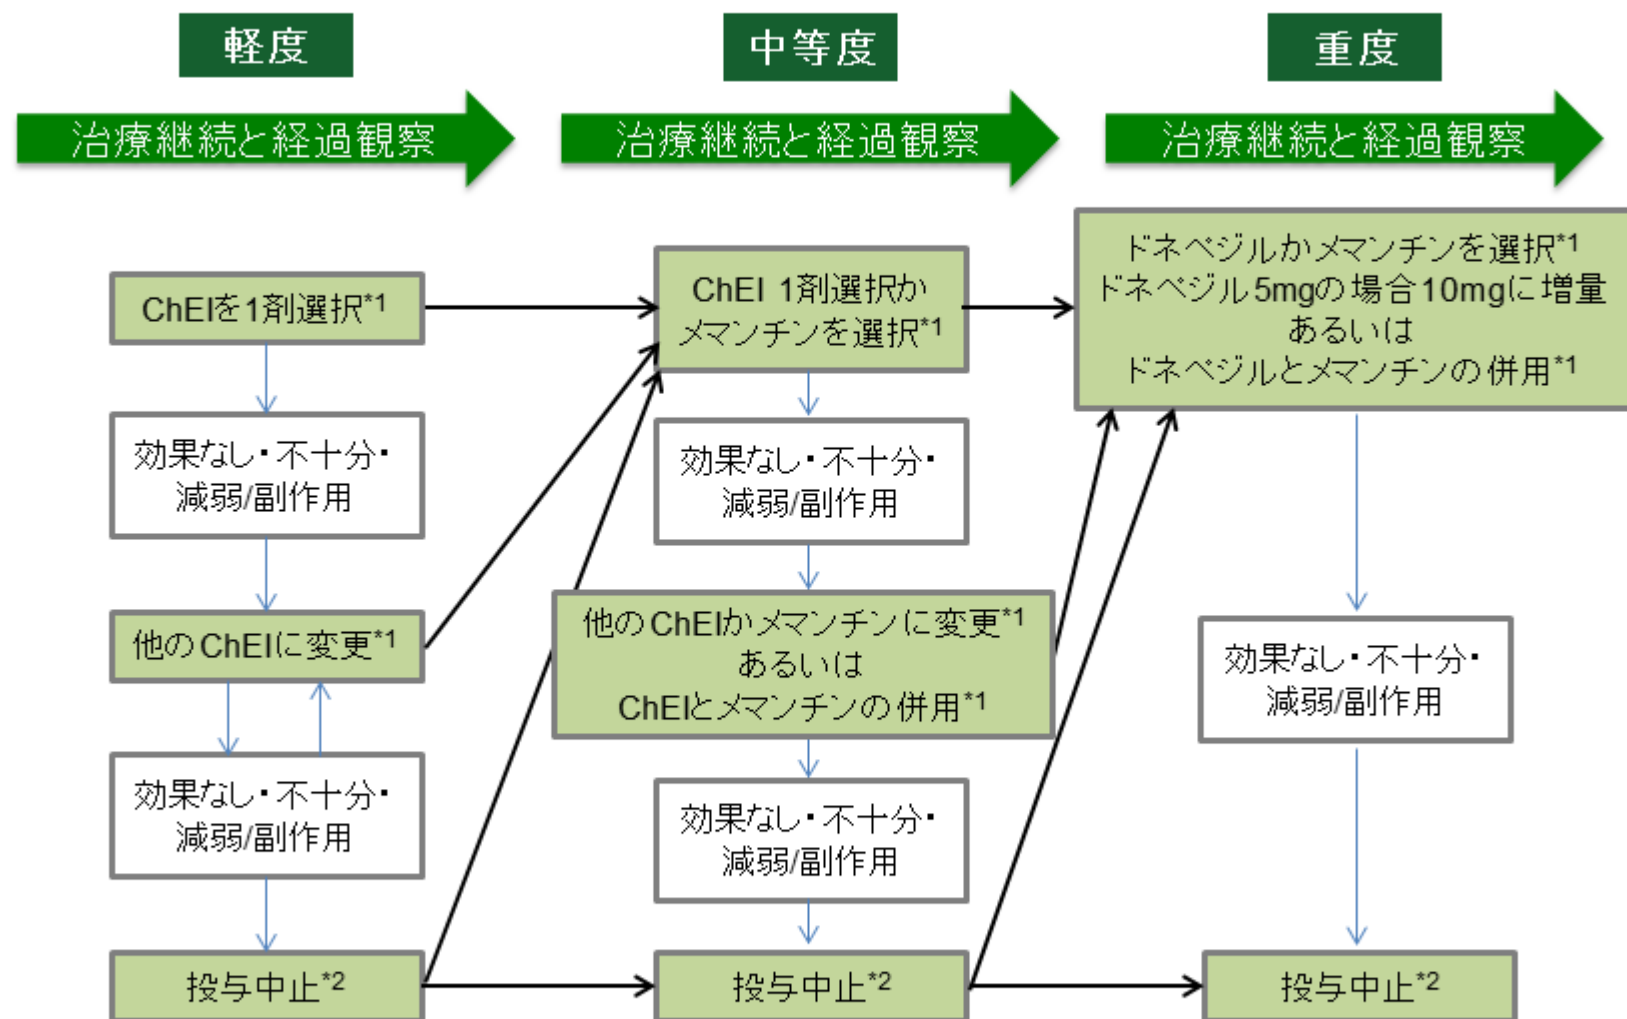 軽度
治療継続と経過観察
ChEIを1剤選択*1
効果なし・不十分・
減弱/副作用
他のChEIに変更*1
効果なし・不十分・
減弱/副作用
投与中止*2
中等度
治療継続と経過観察
ChEI 1剤選択か
メマンチンを選択*1
効果なし・不十分・
減弱/副作用
他のChEIかメマンチンに変更*1
あるいは
ChEIとメマンチンの併用*1
効果なし・不十分・
減弱/副作用
投与中止*2
重度
治療継続と経過観察
ドネペジルかメマンチンを選択*1
ドネペジル5mgの場合10mgに増量
あるいは
ドネペジルとメマンチンの併用*1
効果なし・不十分・
減弱/副作用
投与中止*2